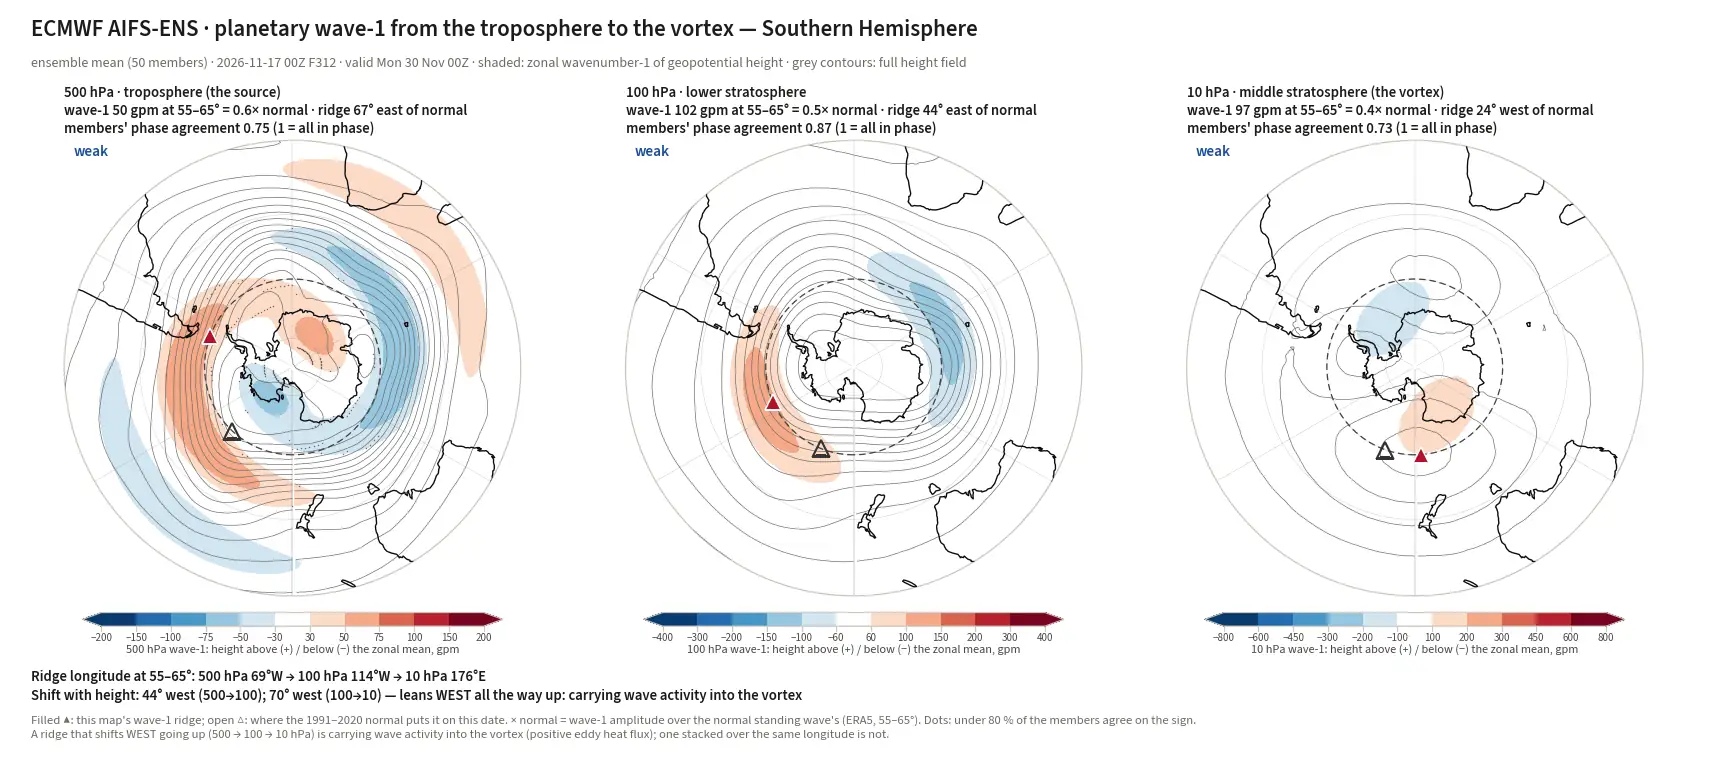 ECMWF AIFS-ENS · planetary wave-1 from the troposphere to the vortex — Southern Hemisphere
ensemble mean (50 members) · 2026-11-17 00Z F312 · valid Mon 30 Nov 00Z · shaded: zonal wavenumber-1 of geopotential height · grey contours: full height field
500 hPa · troposphere (the source)
wave-1 50 gpm at 55–65° = 0.6× normal · ridge 67° east of normal
members' phase agreement 0.75 (1 = all in phase)
weak
100 hPa · lower stratosphere
wave-1 102 gpm at 55–65° = 0.5× normal · ridge 44° east of normal
members' phase agreement 0.87 (1 = all in phase)
weak
10 hPa · middle stratosphere (the vortex)
wave-1 97 gpm at 55–65° = 0.4× normal · ridge 24° west of normal
members' phase agreement 0.73 (1 = all in phase)
weak
−200 −150 −100 −75 −50 −30 30 50 75 100 150 200
500 hPa wave-1: height above (+) / below (−) the zonal mean, gpm
−400 −300 −200 −150 −100 −60 60 100 150 200 300 400
100 hPa wave-1: height above (+) / below (−) the zonal mean, gpm
−800 −600 −450 −300 −200 −100 100 200 300 450 600 800
10 hPa wave-1: height above (+) / below (−) the zonal mean, gpm
Ridge longitude at 55–65°: 500 hPa 69°W → 100 hPa 114°W → 10 hPa 176°E
Shift with height: 44° west (500→100); 70° west (100→10) — leans WEST all the way up: carrying wave activity into the vortex
Filled ▲: this map's wave-1 ridge; open △: where the 1991–2020 normal puts it on this date. × normal = wave-1 amplitude over the normal standing wave's (ERA5, 55–65°). Dots: under 80 % of the members agree on the sign.
A ridge that shifts WEST going up (500 → 100 → 10 hPa) is carrying wave activity into the vortex (positive eddy heat flux); one stacked over the same longitude is not.